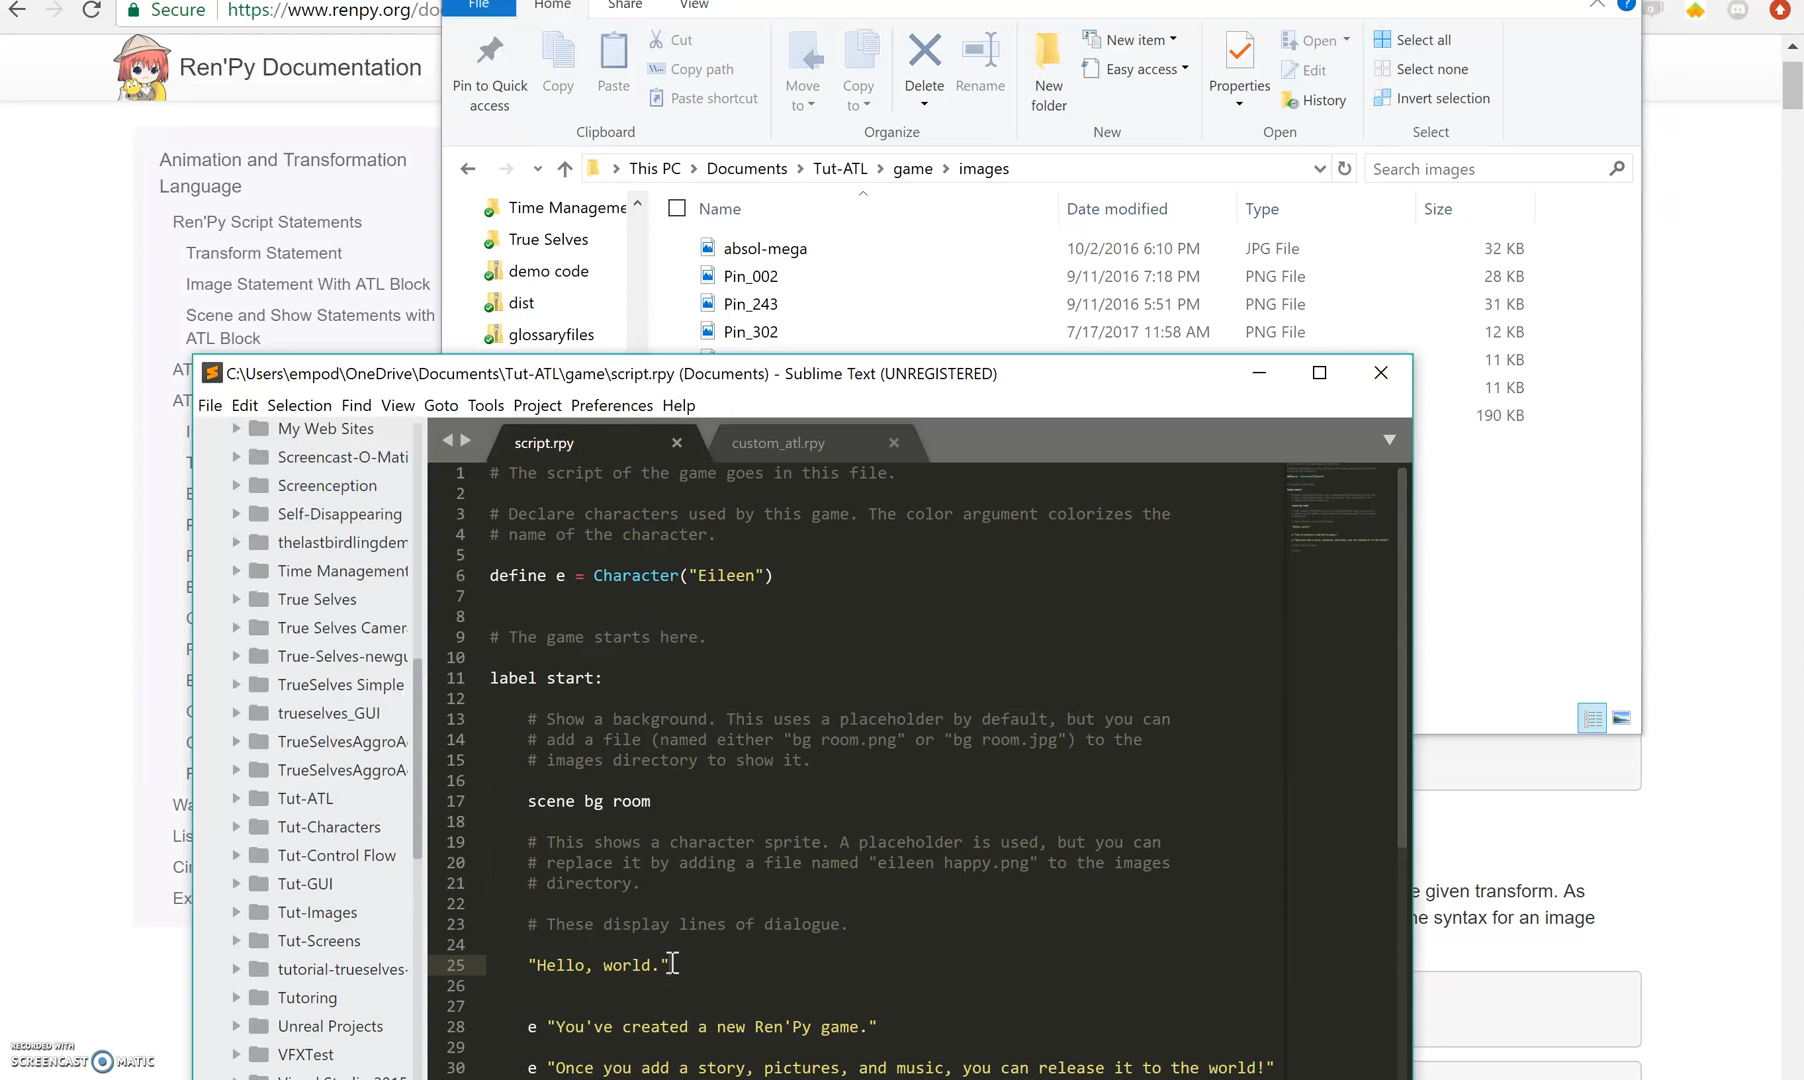 Secure
https://www.renpy.org/do
File
Home
Share
View
Ren'Py Documentation
Pin to Quick access
Copy
Paste
Cut
Copy path
Paste shortcut
Clipboard
Move to
Copy to
Delete
Rename
Organize
New folder
New item
Easy access
New
Properties
Open
Edit
History
Open
Select all
Select none
Invert selection
Select
This PC > Documents > Tut-ATL > game > images
Search images
Name
Date modified
Type
Size
Time Manageme
True Selves
demo code
dist
glossaryfiles
absol-mega 10/2/2016 6:10 PM JPG File 32 KB
Pin_002 9/11/2016 7:18 PM PNG File 28 KB
Pin_243 9/11/2016 5:51 PM PNG File 31 KB
Pin_302 7/17/2017 11:58 AM PNG File 12 KB
11 KB
11 KB
190 KB
Animation and Transformation
Language
Ren'Py Script Statements
Transform Statement
Image Statement With ATL Block
Scene and Show Statements with
ATL Block
C:\Users\empod\OneDrive\Documents\Tut-ATL\game\script.rpy (Documents) - Sublime Text (UNREGISTERED)
File Edit Selection Find View Goto Tools Project Preferences Help
My Web Sites
Screencast-O-Mati
Screenception
Self-Disappearing
thelastbirdlingdem
Time Management
True Selves
True Selves Camer
True-Selves-newgu
TrueSelves Simple
trueselves_GUI
TrueSelvesAggroA
TrueSelvesAggroA
Tut-ATL
Tut-Characters
Tut-Control Flow
Tut-GUI
Tut-Images
Tut-Screens
tutorial-trueselves-
Tutoring
Unreal Projects
VFXTest
script.rpy
custom_atl.rpy
1 # The script of the game goes in this file.
2
3 # Declare characters used by this game. The color argument colorizes the
4 # name of the character.
5
6 define e = Character("Eileen")
7
8
9 # The game starts here.
10
11 label start:
12
13 # Show a background. This uses a placeholder by default, but you can
14 # add a file (named either "bg room.png" or "bg room.jpg") to the
15 # images directory to show it.
16
17 scene bg room
18
19 # This shows a character sprite. A placeholder is used, but you can
20 # replace it by adding a file named "eileen happy.png" to the images
21 # directory.
22
23 # These display lines of dialogue.
24
25 "Hello, world."
26
27
28 e "You've created a new Ren'Py game."
29
30 e "Once you add a story, pictures, and music, you can release it to the world!"
e given transform. As
e syntax for an image
RECORDED WITH
SCREENCAST MATIC